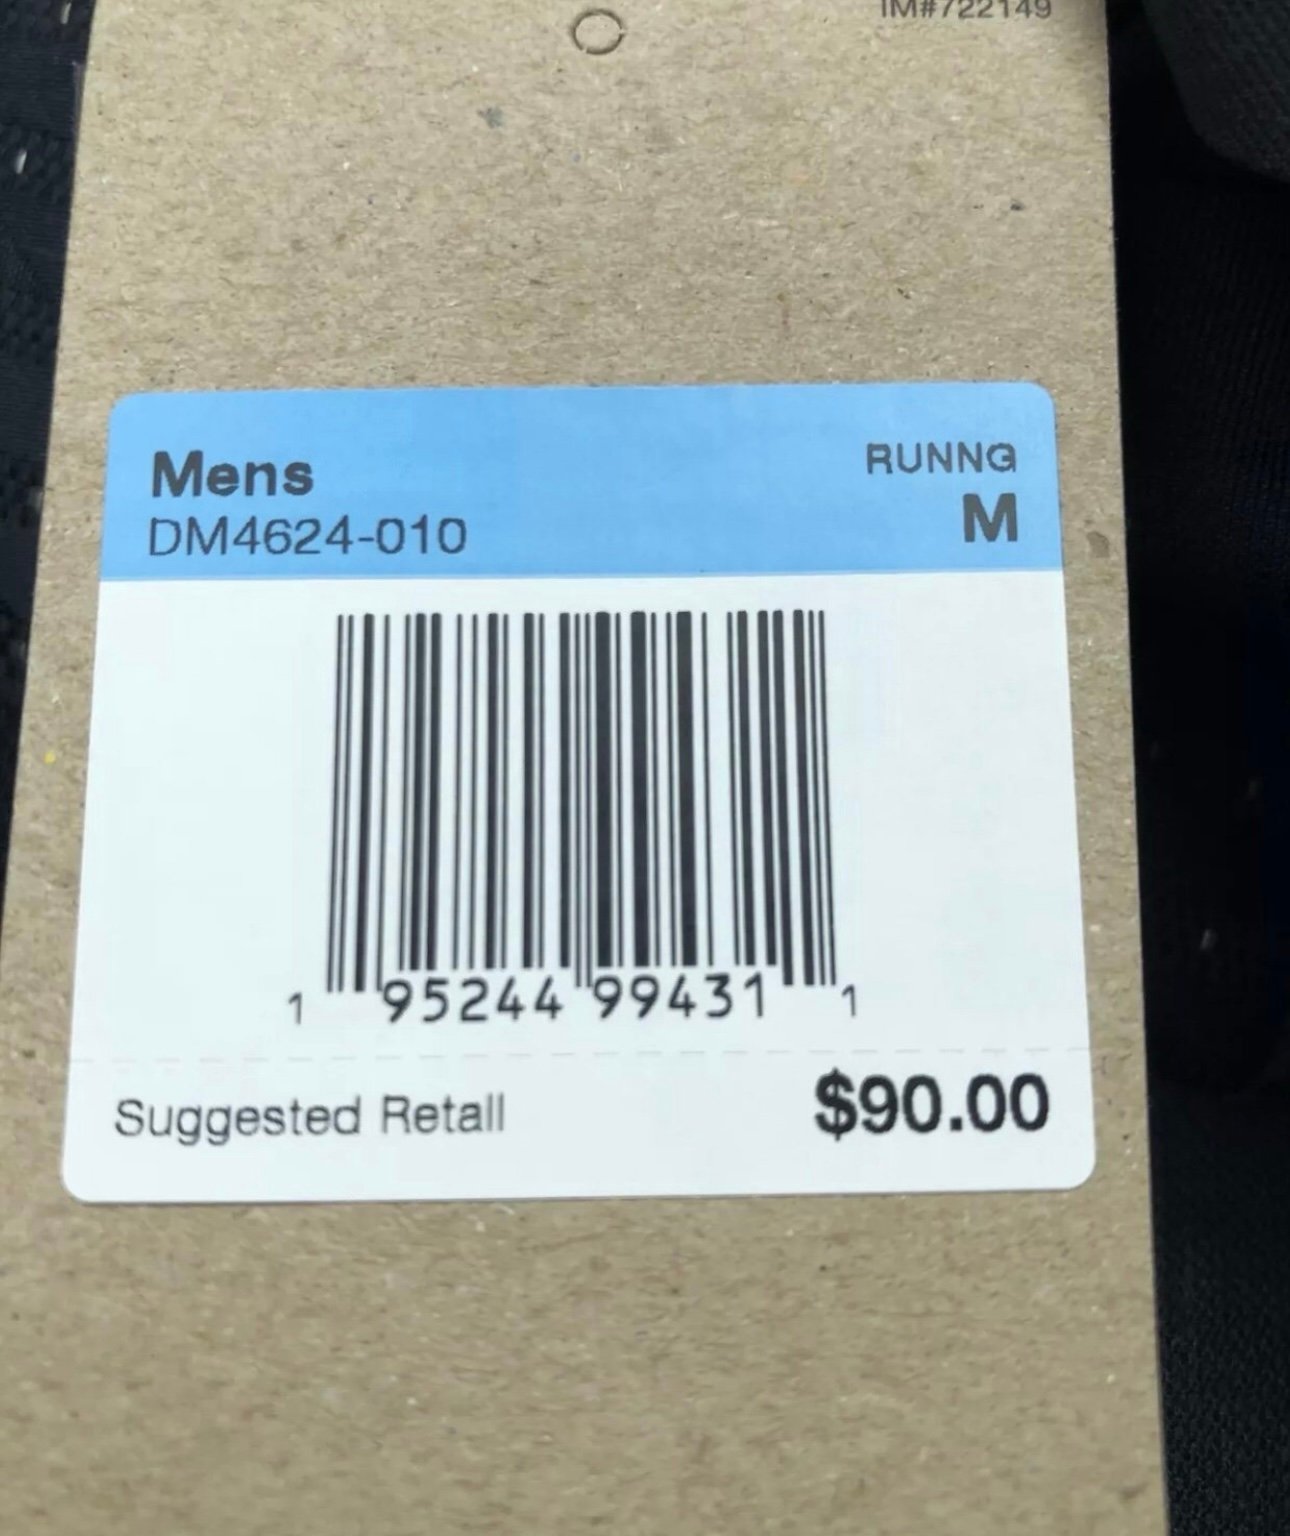 IM#722149
Mens
RUNNG
DM4624-010
M
1 95244 99431 1
Suggested Retail
$90.00